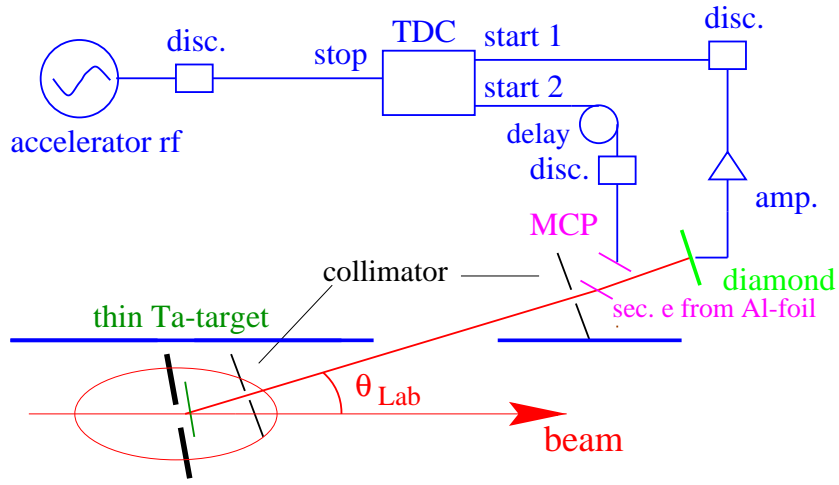 disc.
TDC
start 1
disc.
stop
start 2
accelerator rf
delay
disc.
amp.
MCP
collimator
diamond
thin Ta-target
sec. e from Al-foil
θ Lab
beam